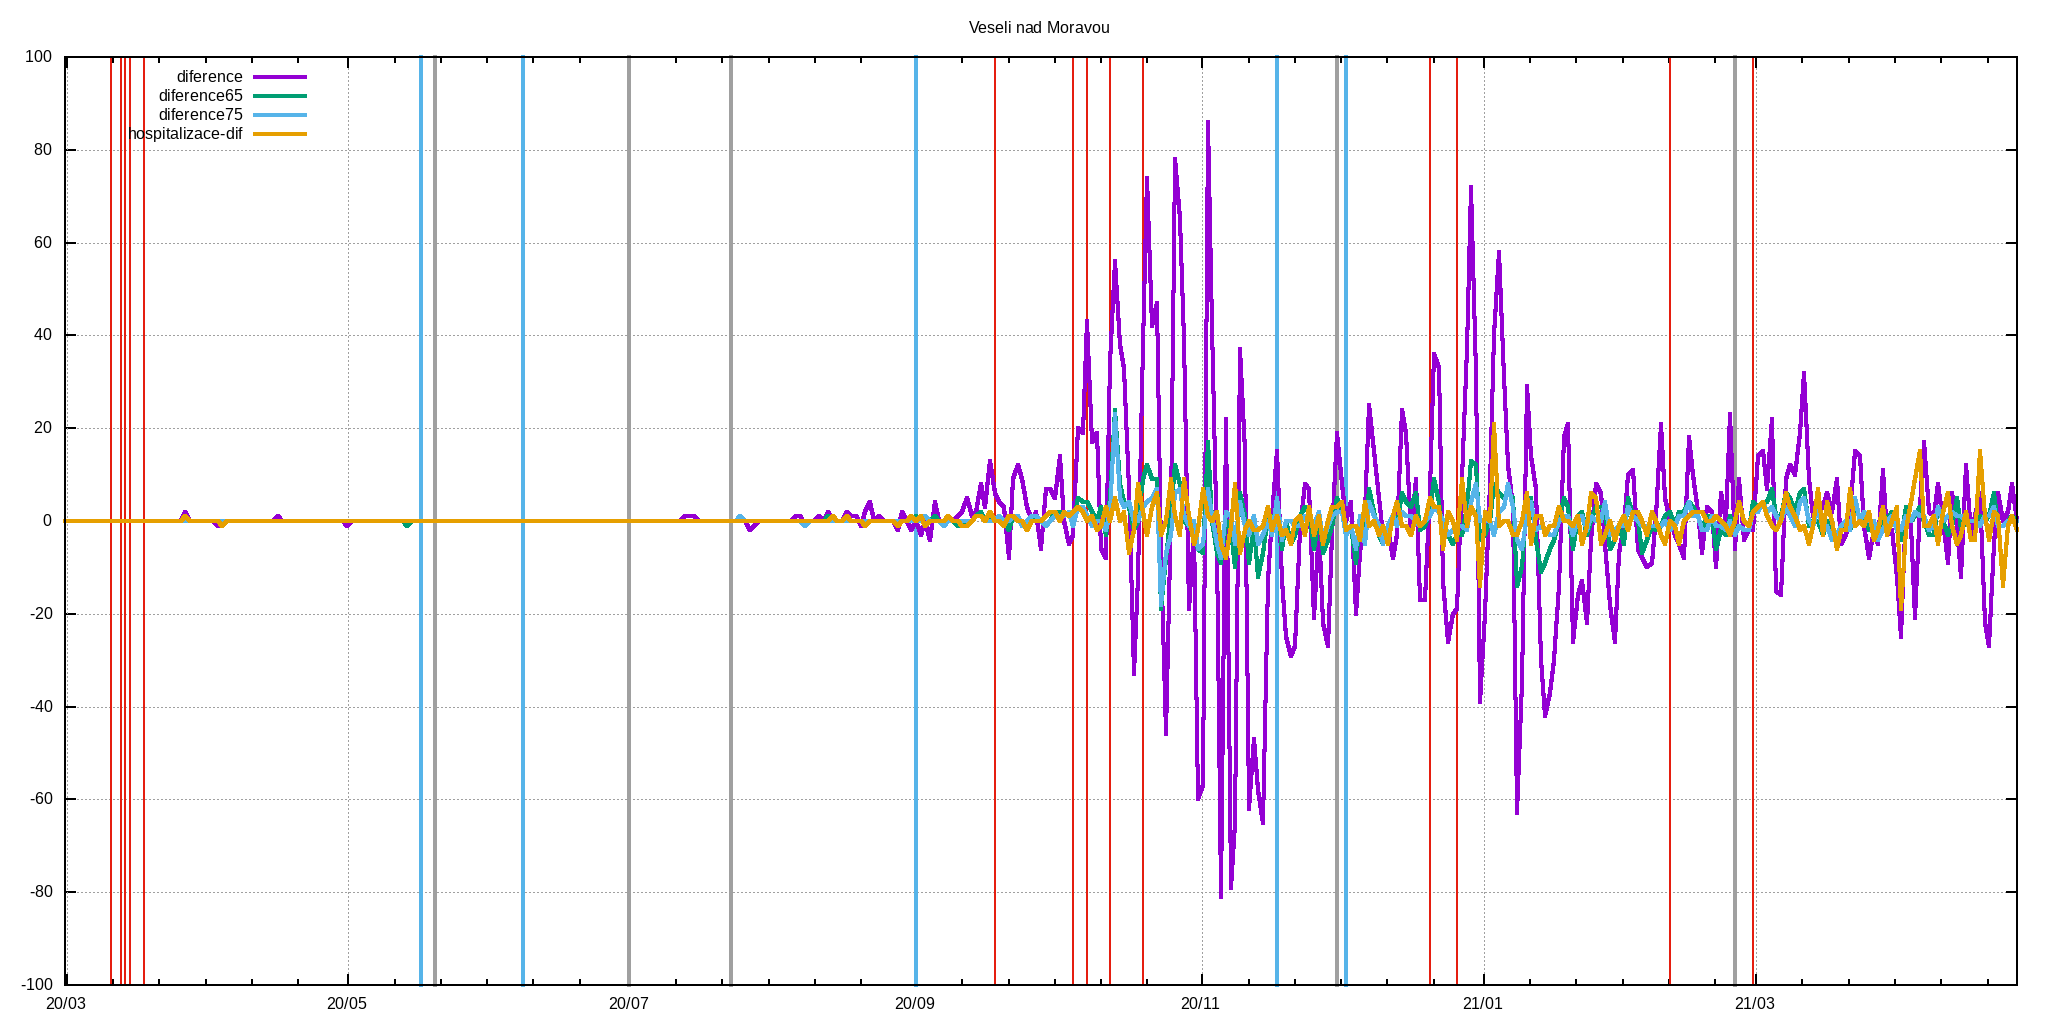 Veseli nad Moravou
100
80
60
40
20
0
-20
-40
-60
-80
-100
diference
diference65
diference75
hospitalizace-dif
20/03 20/05 20/07 20/09 20/11 21/01 21/03